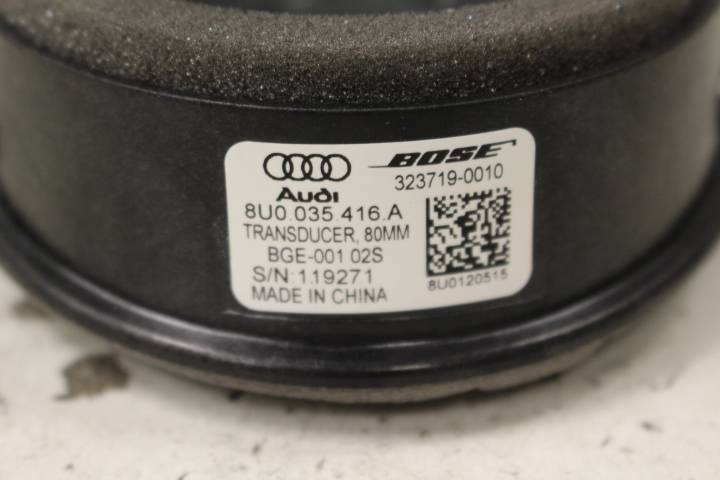 Audi
BOSE
323719-0010
8U0.035.416.A
TRANSDUCER, 80MM
BGE-001 02S
S/N:119271
MADE IN CHINA
8U0120515